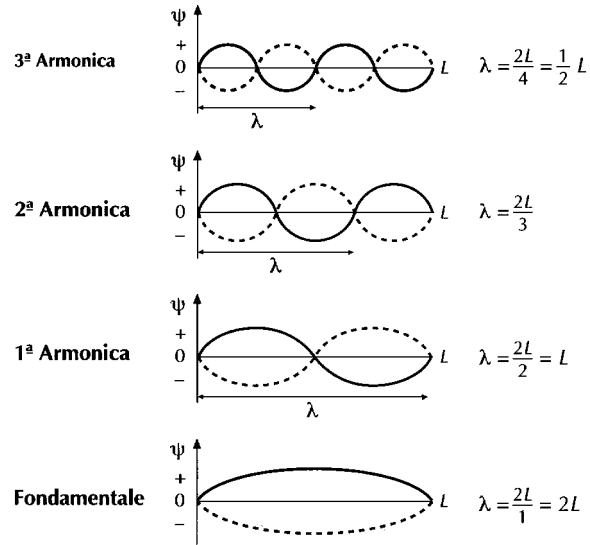 ψ
3ª Armonica + 0 − L λ = 2L/4 = 1/2 L
λ
ψ
2ª Armonica + 0 − L λ = 2L/3
λ
ψ
1ª Armonica + 0 − L λ = 2L/2 = L
λ
ψ
Fondamentale + 0 − L λ = 2L/1 = 2L